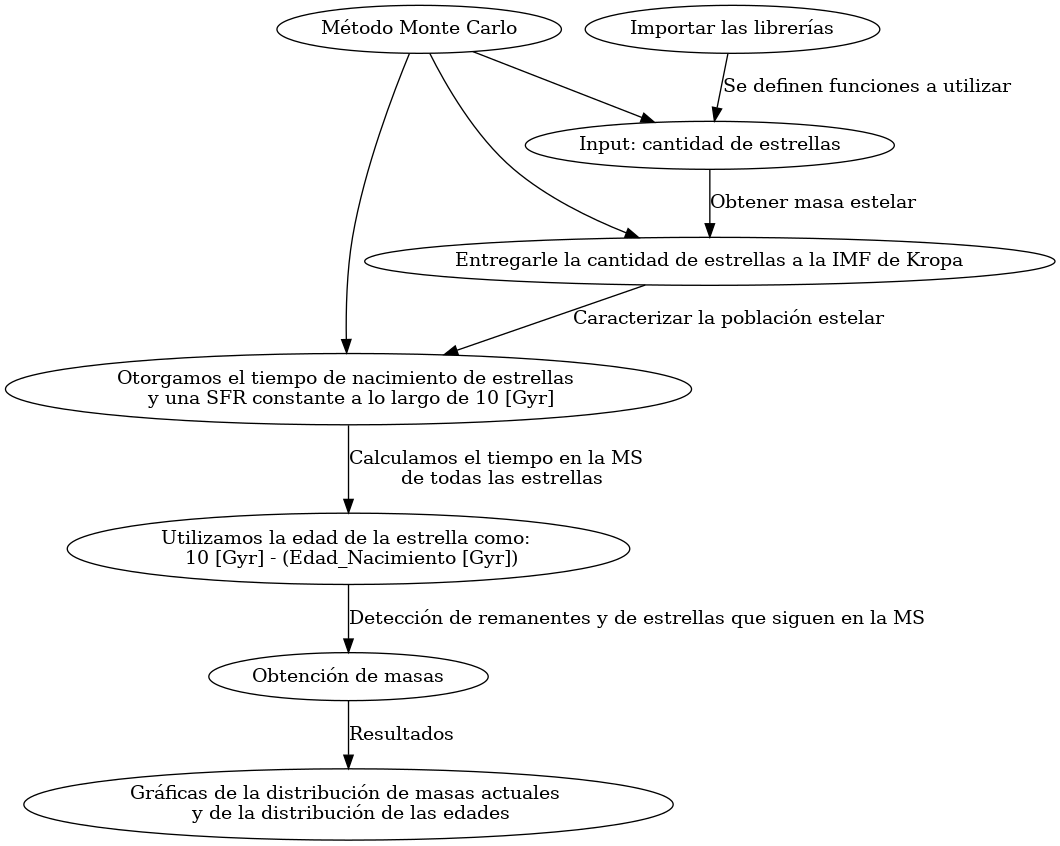 Método Monte Carlo
Importar las librerías
Se definen funciones a utilizar
Input: cantidad de estrellas
Obtener masa estelar
Entregarle la cantidad de estrellas a la IMF de Kropa
Caracterizar la población estelar
Otorgamos el tiempo de nacimiento de estrellas
y una SFR constante a lo largo de 10 [Gyr]
Calculamos el tiempo en la MS
de todas las estrellas
Utilizamos la edad de la estrella como:
10 [Gyr] - (Edad_Nacimiento [Gyr])
Detección de remanentes y de estrellas que siguen en la MS
Obtención de masas
Resultados
Gráficas de la distribución de masas actuales
y de la distribución de las edades